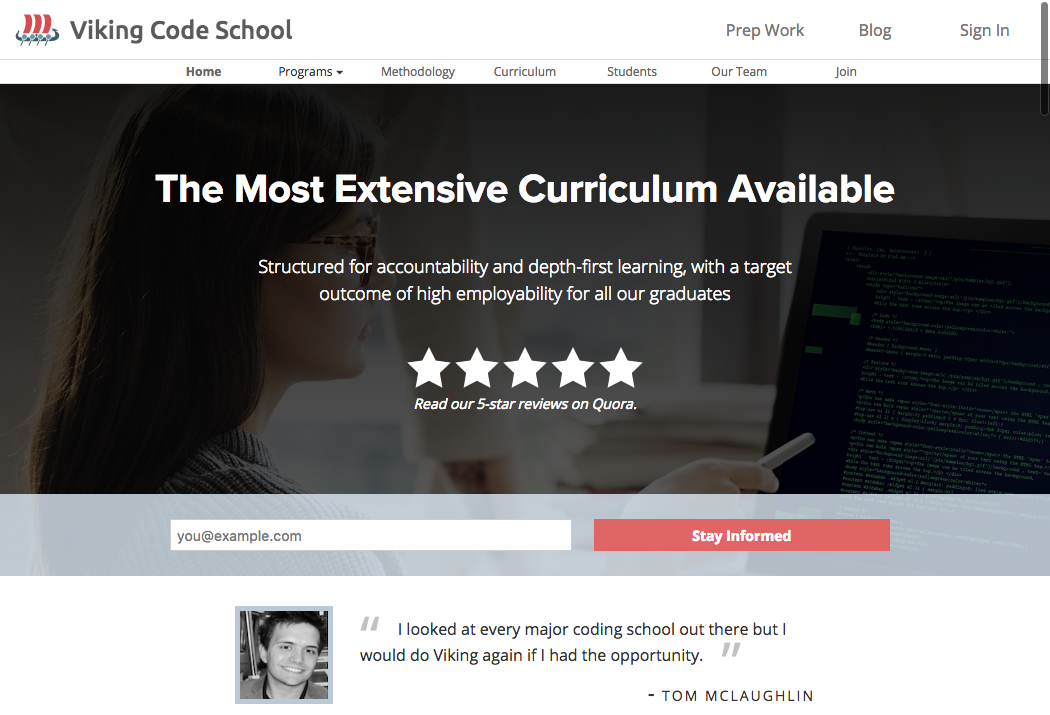 Viking Code School
Prep Work
Blog
Sign In
Home
Programs
Methodology
Curriculum
Students
Our Team
Join
The Most Extensive Curriculum Available
Structured for accountability and depth-first learning, with a target
outcome of high employability for all our graduates
Read our 5-star reviews on Quora.
you@example.com
Stay Informed
“ I looked at every major coding school out there but I
would do Viking again if I had the opportunity. ”
- TOM MCLAUGHLIN